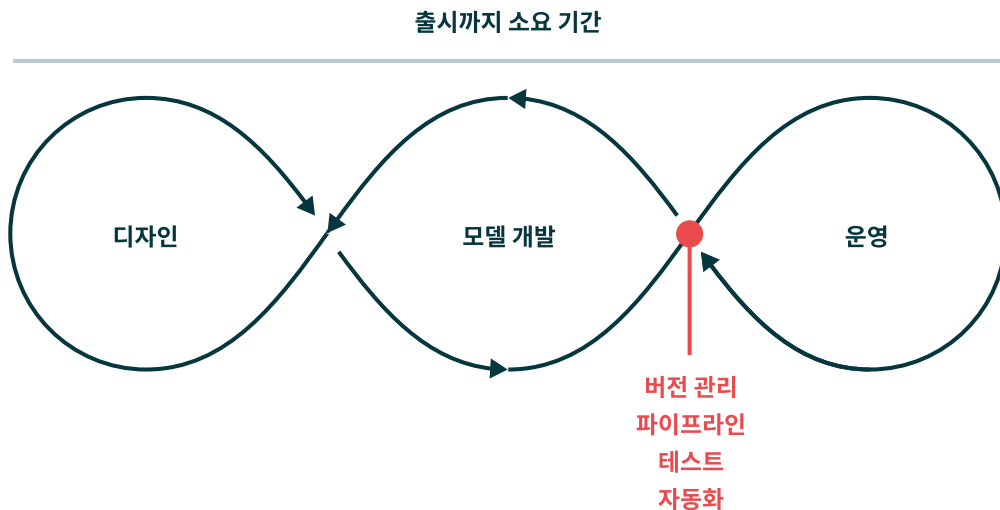 출시까지 소요 기간
디자인
모델 개발
운영
버전 관리
파이프라인
테스트
자동화